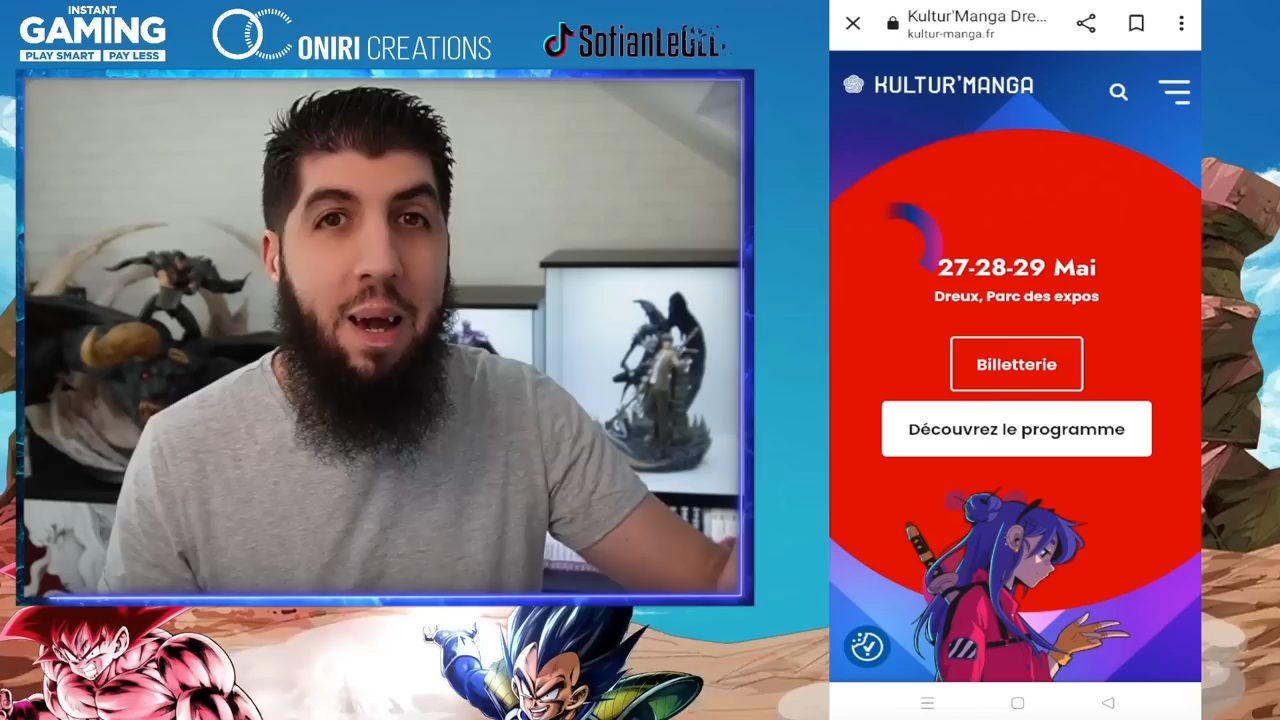 INSTANT
GAMING
PLAY SMART
PAY LESS
ONIRI CREATIONS
Kultur'Manga Dre...
kultur-manga.fr
KULTUR'MANGA
27-28-29 Mai
Dreux, Parc des expos
Billetterie
Découvrez le programme